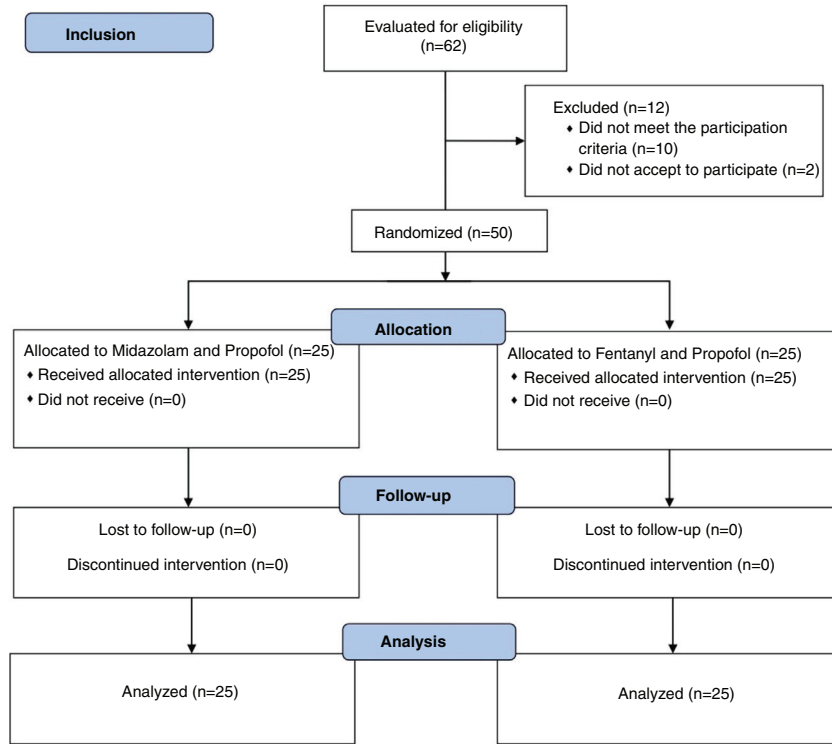 Inclusion
Evaluated for eligibility
(n=62)
Excluded (n=12)
♦ Did not meet the participation
criteria (n=10)
♦ Did not accept to participate (n=2)
Randomized (n=50)
Allocation
Allocated to Midazolam and Propofol (n=25)
♦ Received allocated intervention (n=25)
♦ Did not receive (n=0)
Allocated to Fentanyl and Propofol (n=25)
♦ Received allocated intervention (n=25)
♦ Did not receive (n=0)
Follow-up
Lost to follow-up (n=0)
Discontinued intervention (n=0)
Lost to follow-up (n=0)
Discontinued intervention (n=0)
Analysis
Analyzed (n=25)
Analyzed (n=25)